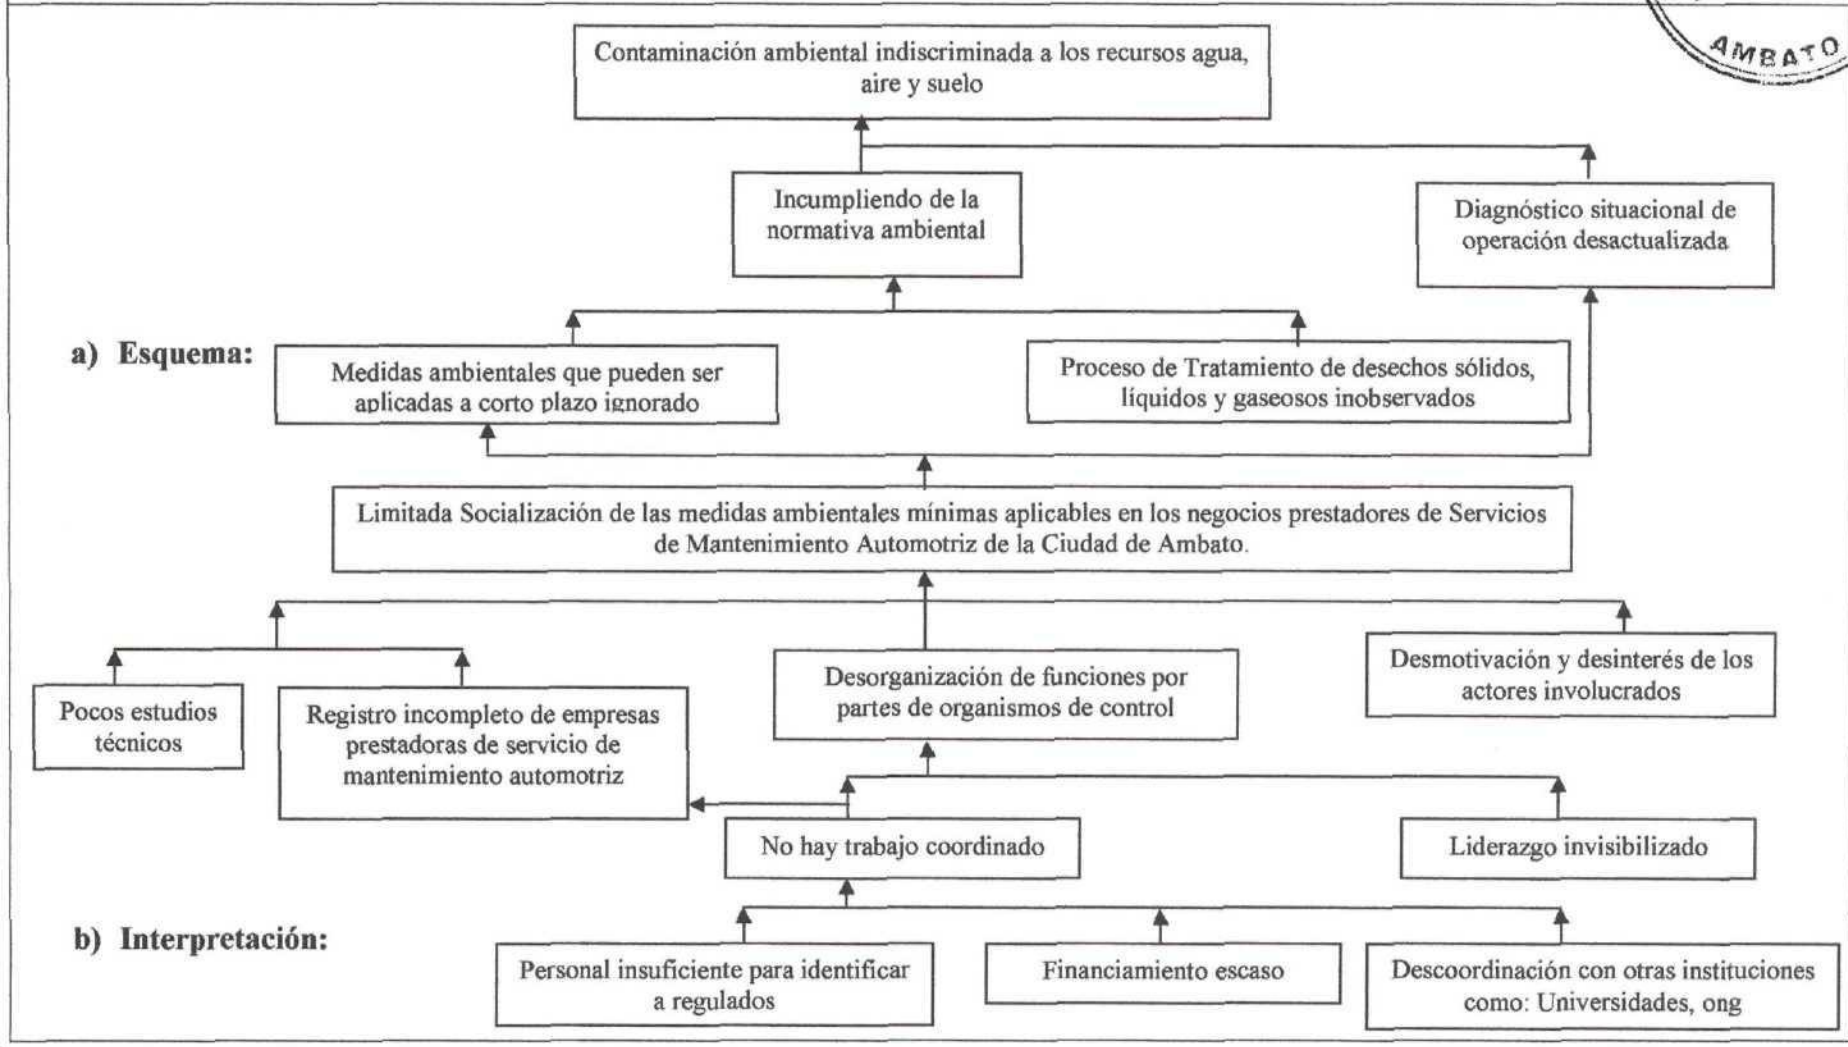 AMBATO
Contaminación ambiental indiscriminada a los recursos agua,
aire y suelo
Incumpliendo de la
normativa ambiental
Diagnóstico situacional de
operación desactualizada
a) Esquema:
Medidas ambientales que pueden ser
aplicadas a corto plazo ignorado
Proceso de Tratamiento de desechos sólidos,
líquidos y gaseosos inobservados
Limitada Socialización de las medidas ambientales mínimas aplicables en los negocios prestadores de Servicios
de Mantenimiento Automotriz de la Ciudad de Ambato.
Pocos estudios
técnicos
Registro incompleto de empresas
prestadoras de servicio de
mantenimiento automotriz
Desorganización de funciones por
partes de organismos de control
Desmotivación y desinterés de los
actores involucrados
No hay trabajo coordinado
Liderazgo invisibilizado
b) Interpretación:
Personal insuficiente para identificar
a regulados
Financiamiento escaso
Descoordinación con otras instituciones
como: Universidades, ong